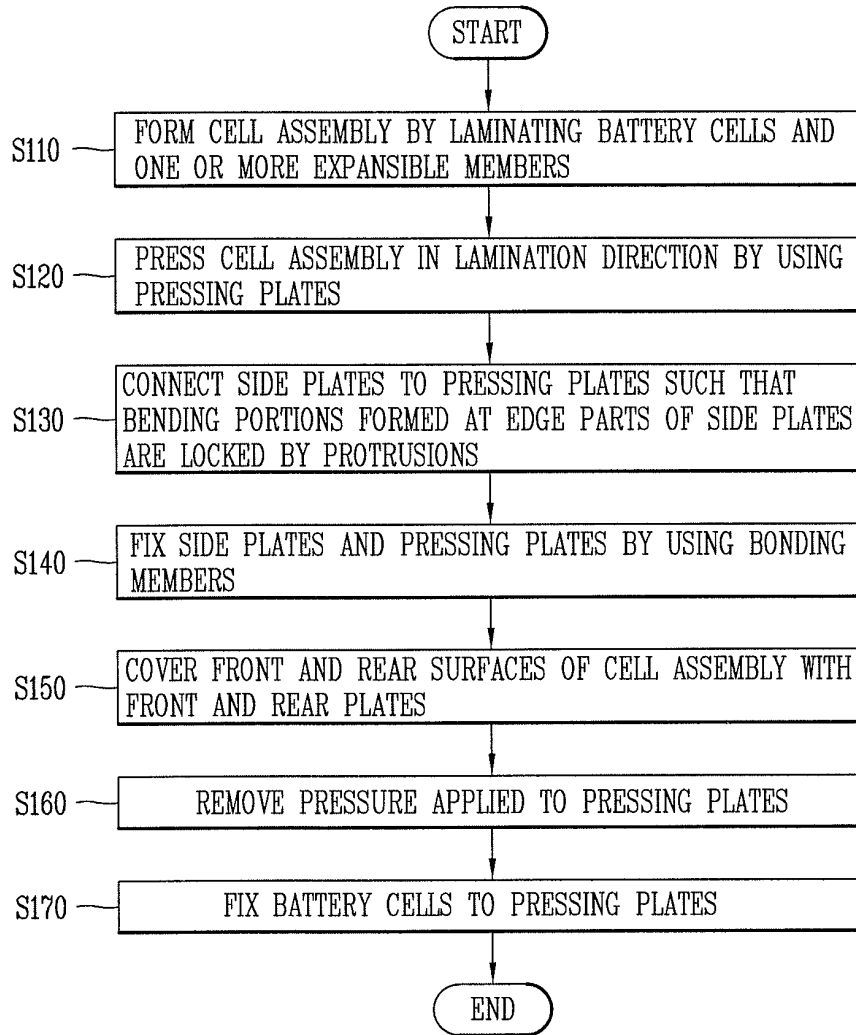 START
S110
FORM CELL ASSEMBLY BY LAMINATING BATTERY CELLS AND
ONE OR MORE EXPANSIBLE MEMBERS
S120
PRESS CELL ASSEMBLY IN LAMINATION DIRECTION BY USING
PRESSING PLATES
S130
CONNECT SIDE PLATES TO PRESSING PLATES SUCH THAT
BENDING PORTIONS FORMED AT EDGE PARTS OF SIDE PLATES
ARE LOCKED BY PROTRUSIONS
S140
FIX SIDE PLATES AND PRESSING PLATES BY USING BONDING
MEMBERS
S150
COVER FRONT AND REAR SURFACES OF CELL ASSEMBLY WITH
FRONT AND REAR PLATES
S160
REMOVE PRESSURE APPLIED TO PRESSING PLATES
S170
FIX BATTERY CELLS TO PRESSING PLATES
END